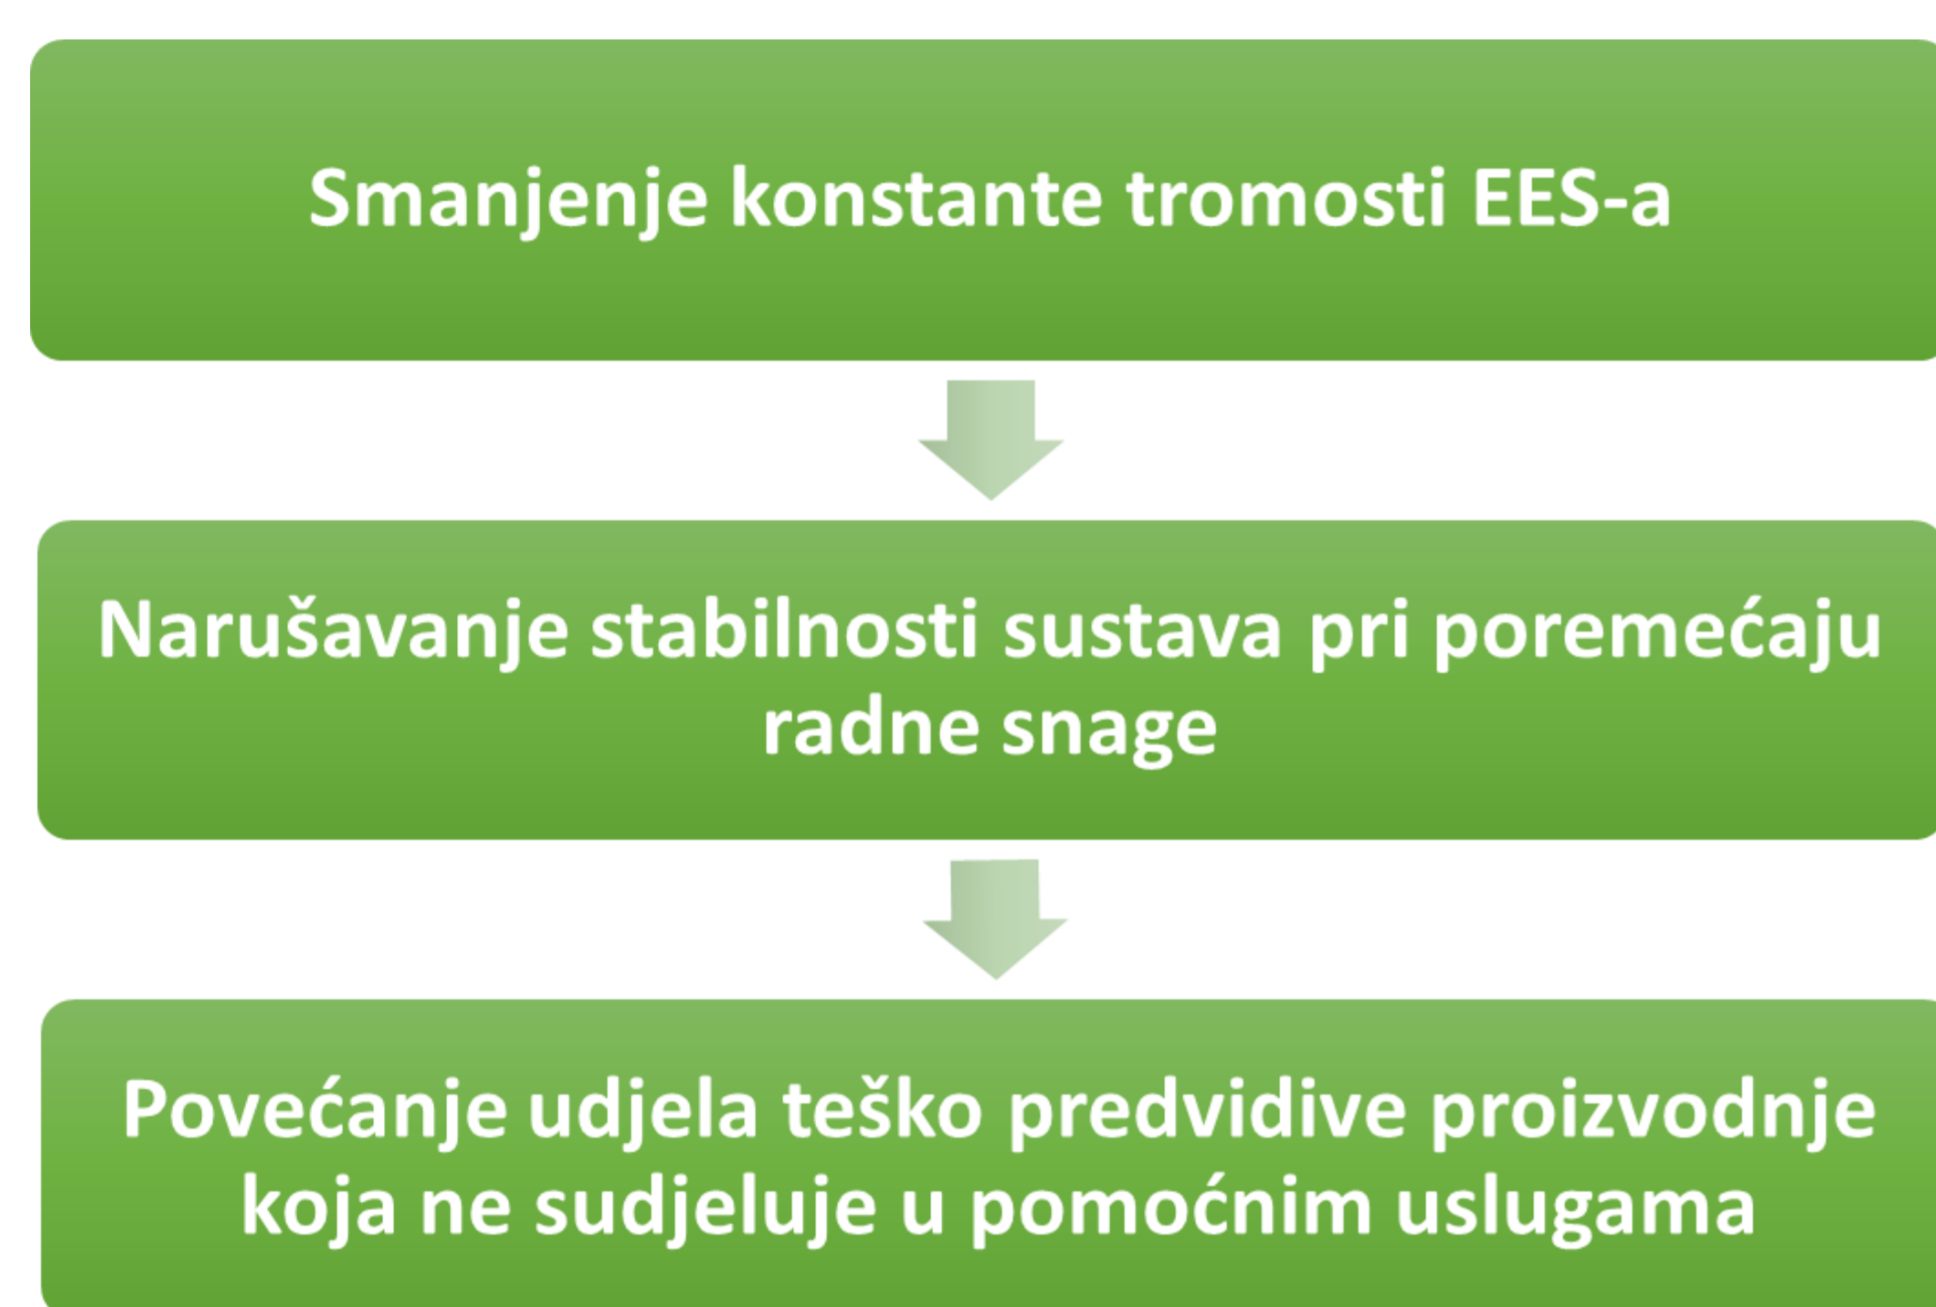 Smanjenje konstante tromosti EES-a
Narušavanje stabilnosti sustava pri poremećaju
radne snage
Povećanje udjela teško predvidive proizvodnje
koja ne sudjeluje u pomoćnim uslugama